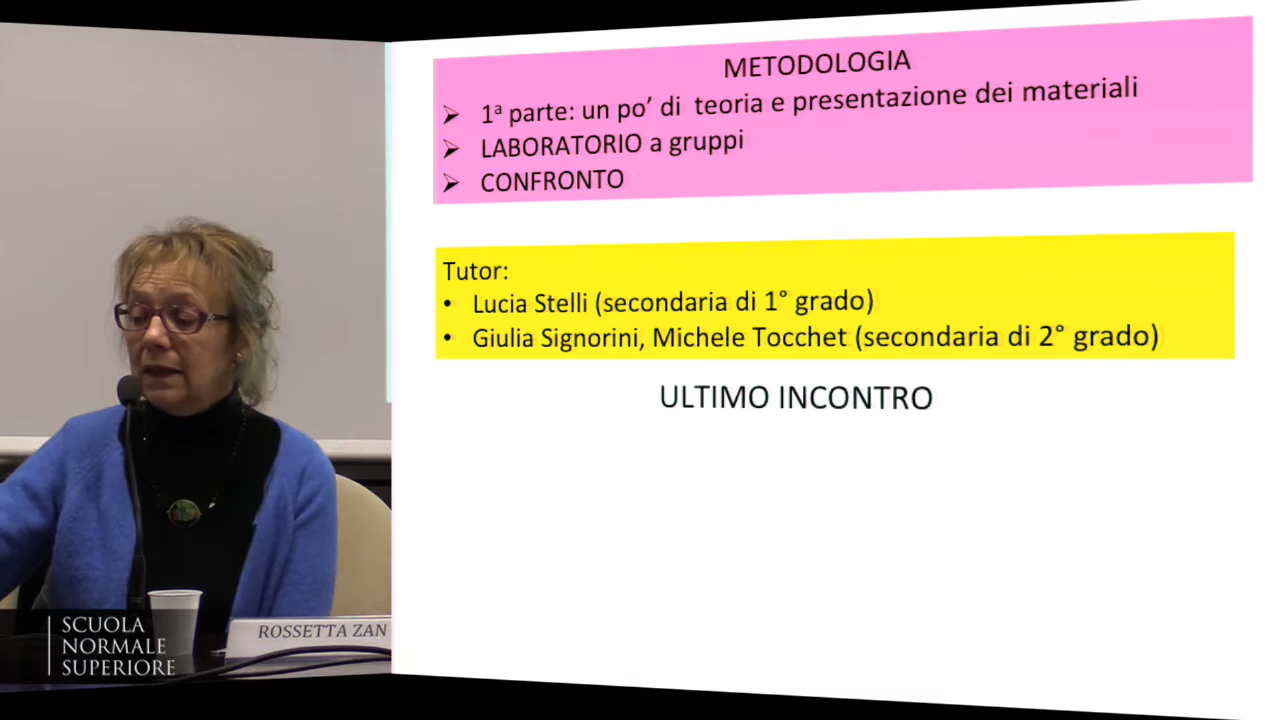 METODOLOGIA
➢ 1ª parte: un po’ di teoria e presentazione dei materiali
➢ LABORATORIO a gruppi
➢ CONFRONTO
Tutor:
• Lucia Stelli (secondaria di 1° grado)
• Giulia Signorini, Michele Tocchet (secondaria di 2° grado)
ULTIMO INCONTRO
ROSSETTA ZAN
SCUOLA
NORMALE
SUPERIORE